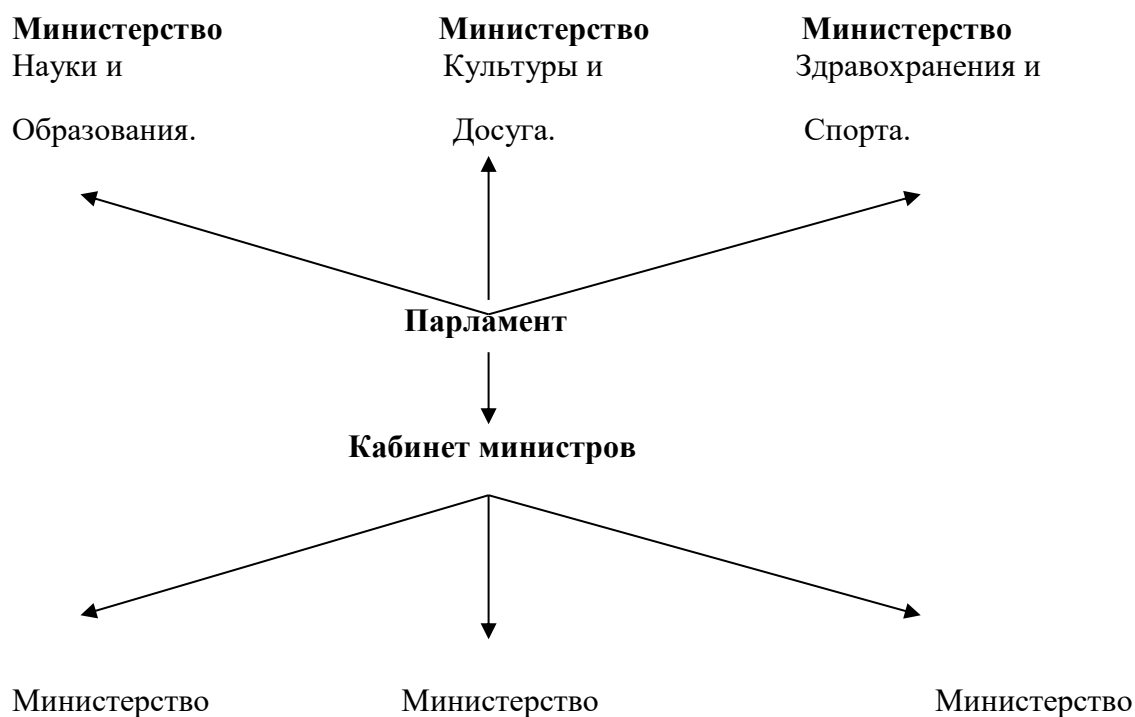 Министерство Министерство Министерство
Науки и Культуры и Здравохранения и
Образования. Досуга. Спорта.
Парламент
Кабинет министров
Министерство Министерство Министерство